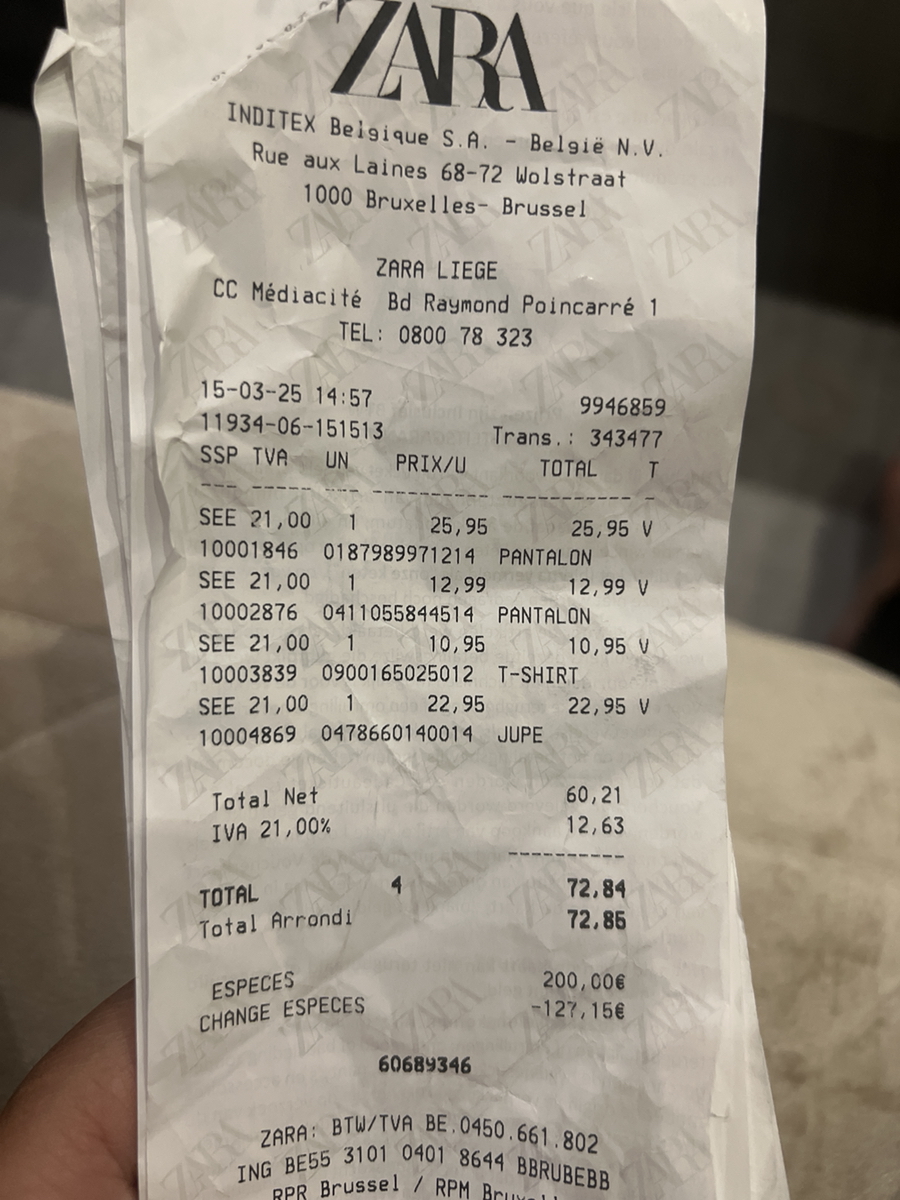 ZARA
INDITEX Belgique S.A. - België N.V.
Rue aux Laines 68-72 Wolstraat
1000 Bruxelles- Brussel
ZARA LIEGE
CC Médiacité Bd Raymond Poincarré 1
TEL: 0800 78 323
15-03-25 14:57 9946859
11934-06-151513 Trans.: 343477
SSP TVA UN PRIX/U TOTAL T
--- ----- ---- ---------- ----------- -
SEE 21,00 1 25,95 25,95 V
10001846 0187989971214 PANTALON
SEE 21,00 1 12,99 12,99 V
10002876 0411055844514 PANTALON
SEE 21,00 1 10,95 10,95 V
10003839 0900165025012 T-SHIRT
SEE 21,00 1 22,95 22,95 V
10004869 0478660140014 JUPE
Total Net 60,21
IVA 21,00% 12,63
----------
TOTAL 4 72,84
Total Arrondi 72,85
ESPECES 200,00€
CHANGE ESPECES -127,15€
60689346
ZARA: BTW/TVA BE.0450.661.802
ING BE55 3101 0401 8644 BBRUBEBB
RPR Brussel / RPM